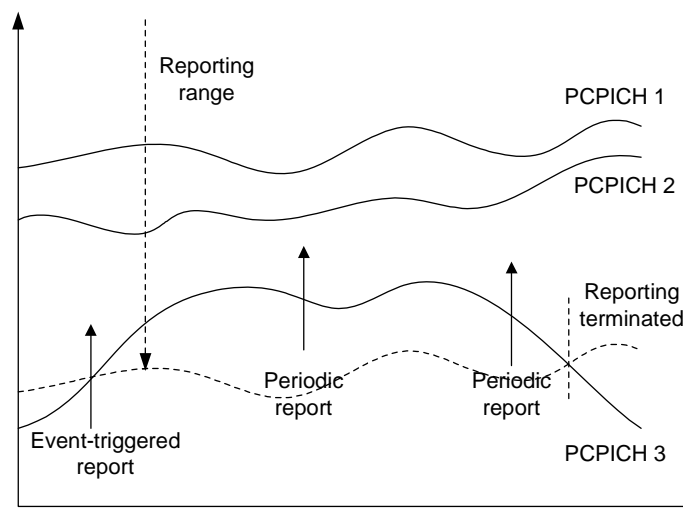 Reporting
range
PCPICH 1
PCPICH 2
Reporting
terminated
Periodic
report
Periodic
report
Event-triggered
report
PCPICH 3